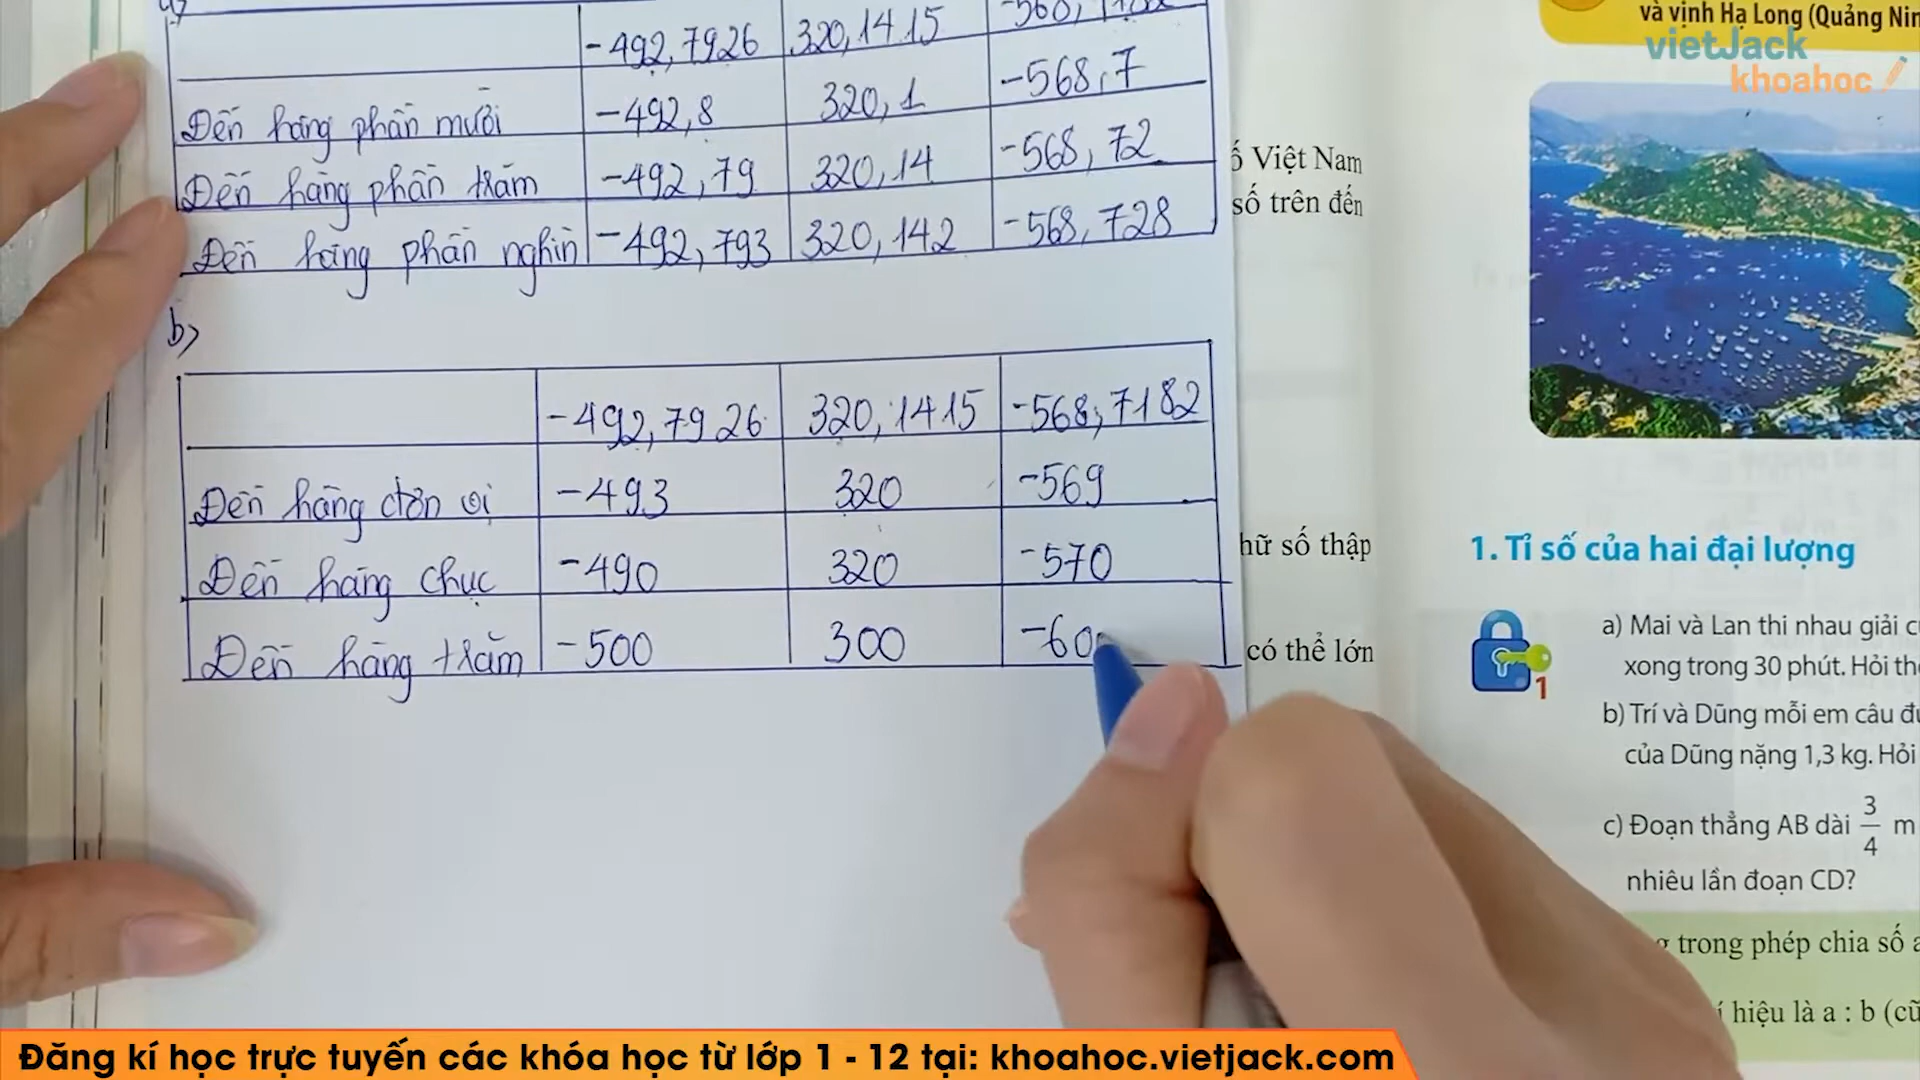 -492,7926 320,1415
Đến hàng phần mười -492,8 320,1 -568,7
Đến hàng phần trăm -492,79 320,14 -568,72
Đến hàng phần nghìn -492,793 320,142 -568,728
b)
-492,7926 320,1415 -568,7182
Đến hàng đơn vị -493 320 -569
Đến hàng chục -490 320 -570
Đến hàng trăm -500 300 -60
và vịnh Hạ Long (Quảng
vietJack
khoahoc
Việt Nam
số trên đến
số thập
có thể lớn
1. Tỉ số của hai đại lượng
1
a) Mai và Lan thi nhau giải
xong trong 30 phút. Hỏi
b) Trí và Dũng mỗi em câu
của Dũng nặng 1,3 kg. Hỏi
c) Đoạn thẳng AB dài 3/4 m
nhiêu lần đoạn CD?
trong phép chia số
hiệu là a : b
Đăng kí học trực tuyến các khóa học từ lớp 1 - 12 tại: khoahoc.vietjack.com